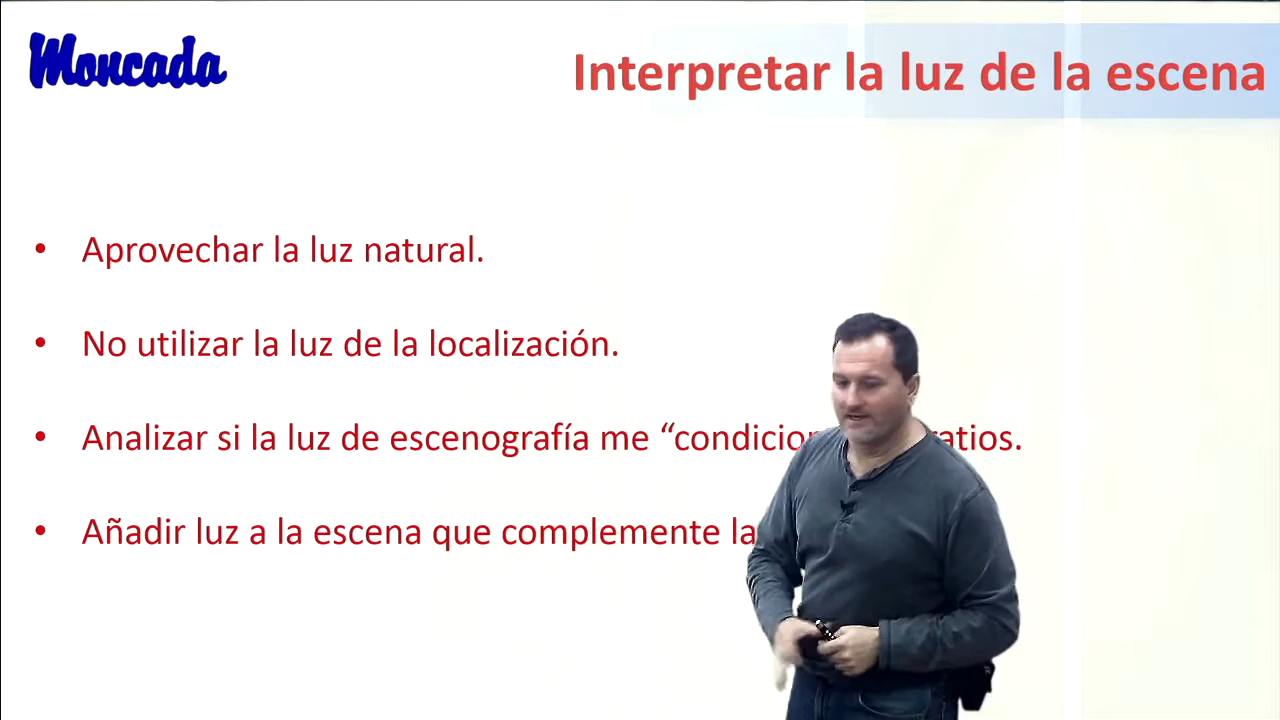 Moncada
Interpretar la luz de la escena
• Aprovechar la luz natural.
• No utilizar la luz de la localización.
• Analizar si la luz de escenografía me “ ratios.
• Añadir luz a la escena que complemente la